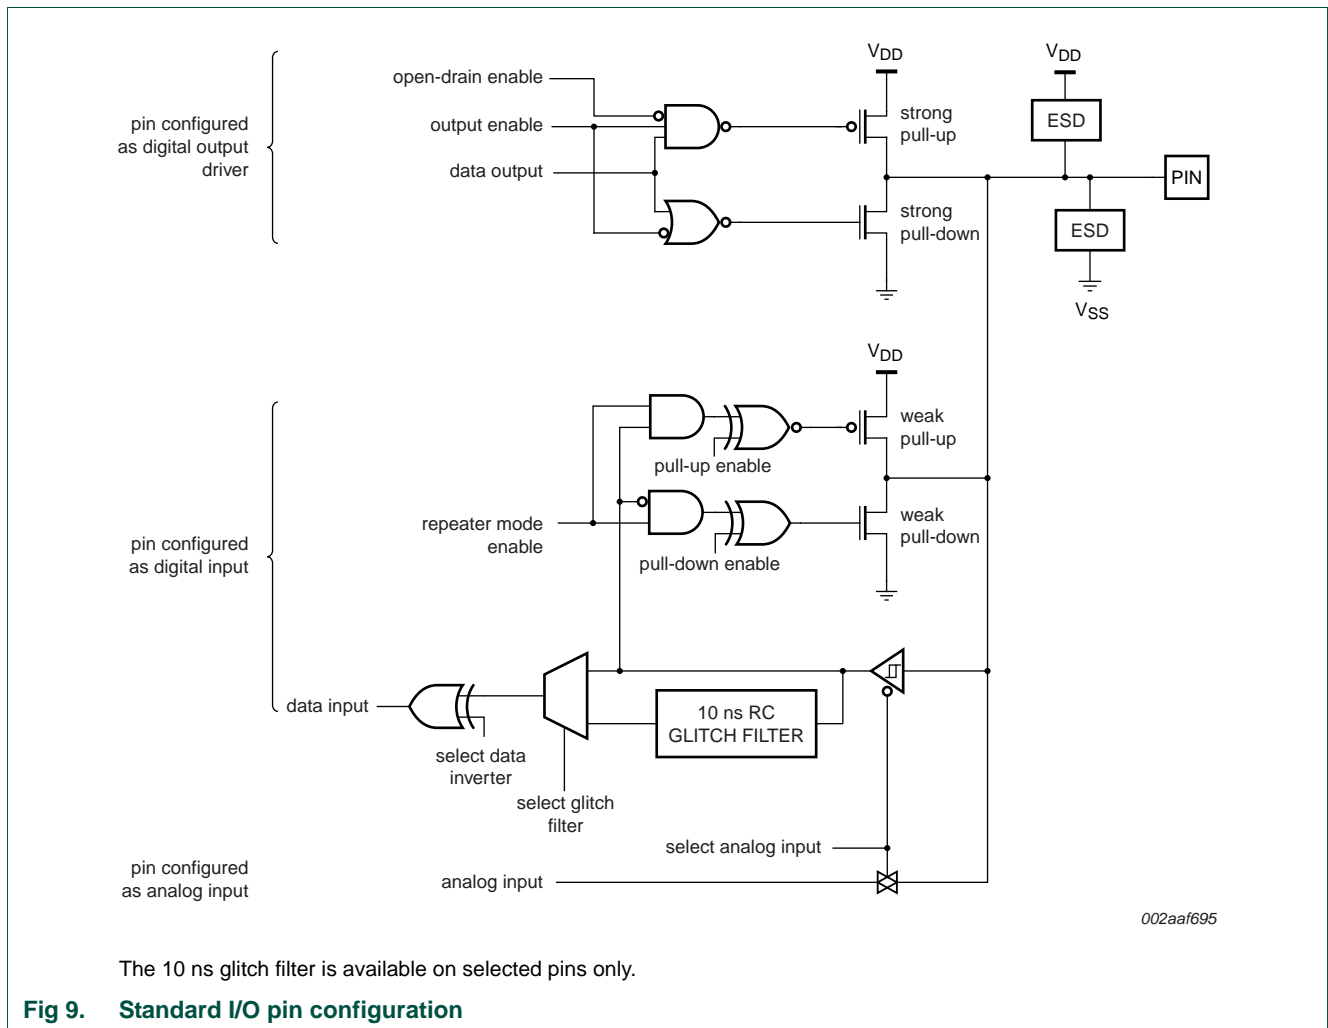 pin configured
as digital output
driver
open-drain enable
output enable
data output
VDD
strong
pull-up
strong
pull-down
VDD
ESD
PIN
ESD
VSS
pin configured
as digital input
VDD
weak
pull-up
pull-up enable
repeater mode
enable
weak
pull-down
pull-down enable
data input
select data
inverter
select glitch
filter
10 ns RC
GLITCH FILTER
select analog input
pin configured
as analog input
analog input
002aaf695
The 10 ns glitch filter is available on selected pins only.
Fig 9. Standard I/O pin configuration